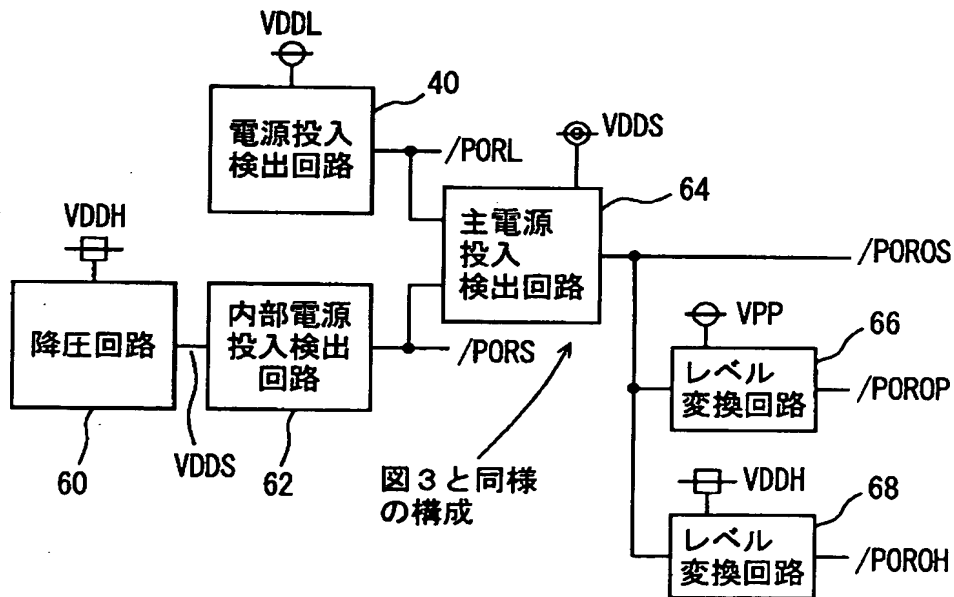 VDDL
40
電源投入
検出回路
/PORL
VDDS
64
主電源
投入
検出回路
VDDH
降圧回路
60
VDDS
内部電源
投入検出
回路
62
/PORS
/POROS
VPP
66
レベル
変換回路
/POROP
図3と同様
の構成
VDDH
68
レベル
変換回路
/POROH